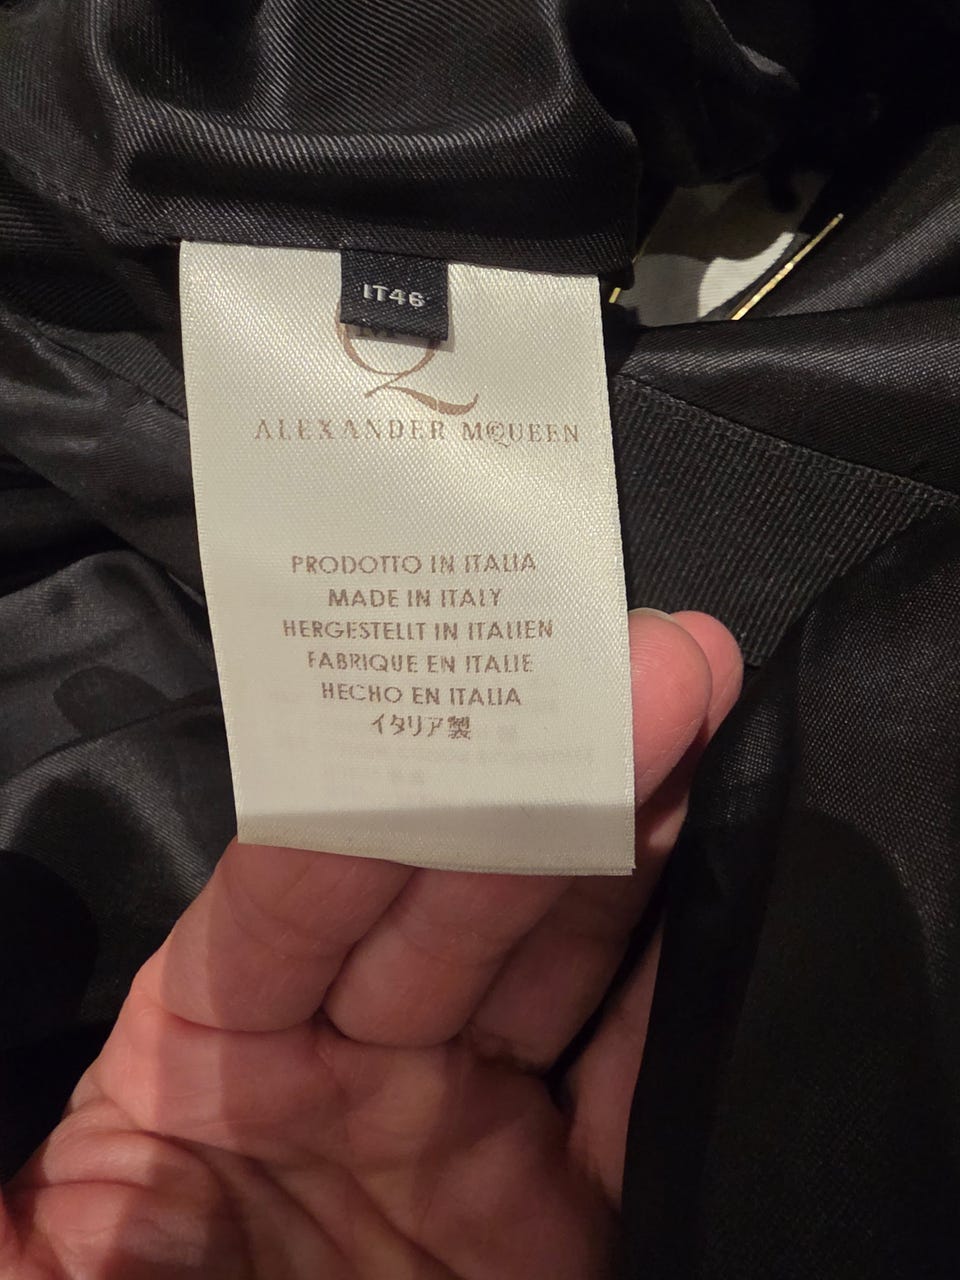 IT46
Q
ALEXANDER McQUEEN
PRODOTTO IN ITALIA
MADE IN ITALY
HERGESTELLT IN ITALIEN
FABRIQUE EN ITALIE
HECHO EN ITALIA
イタリア製